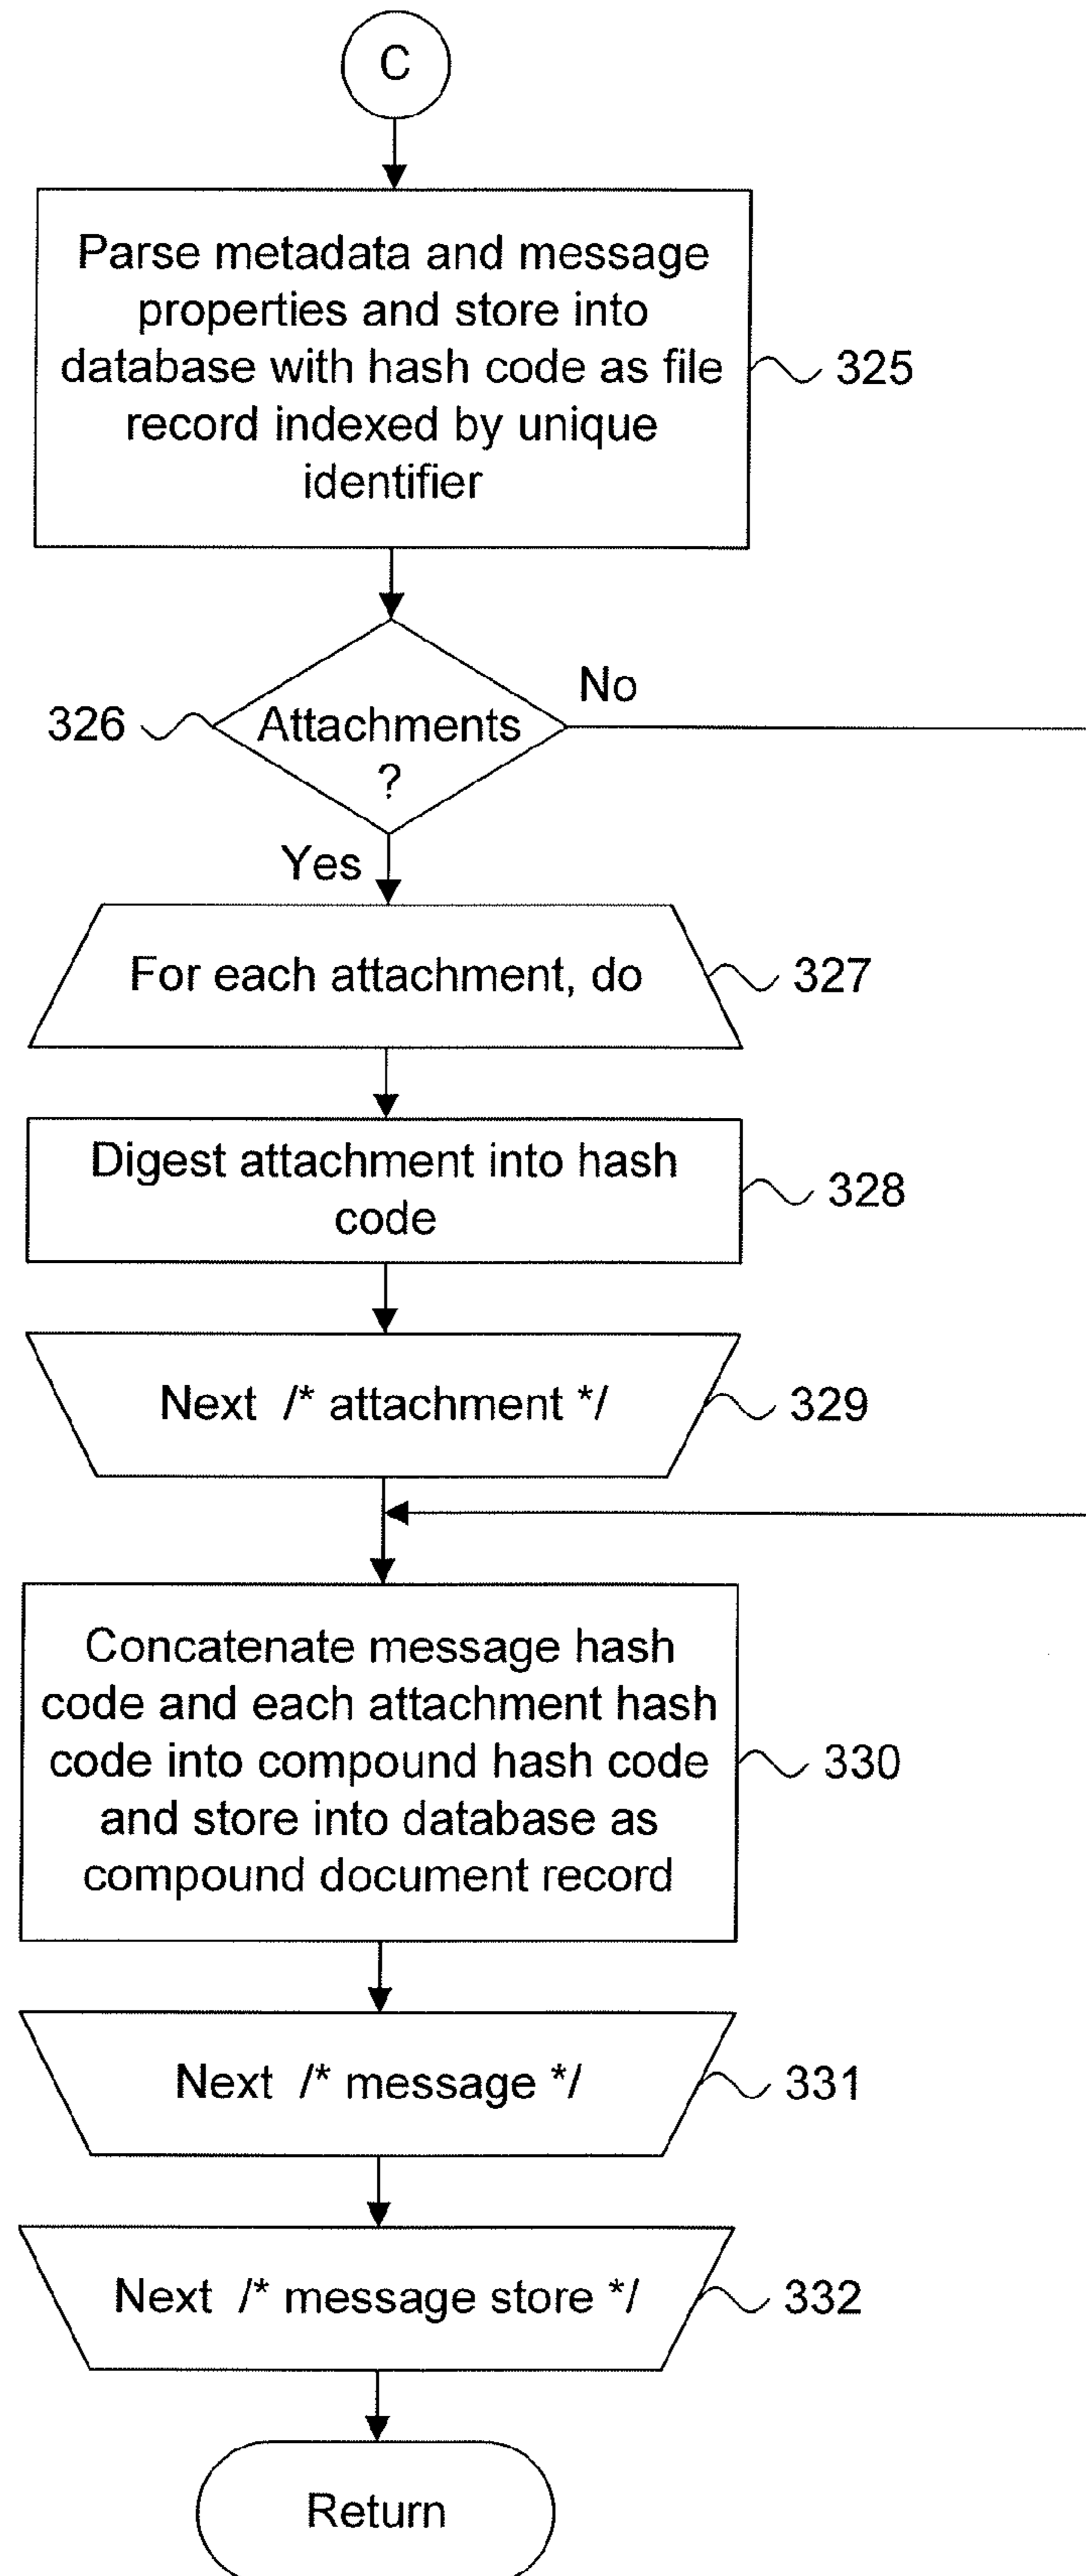 C
Parse metadata and message
properties and store into
database with hash code as file
record indexed by unique
identifier
325
No
326
Attachments
?
Yes
For each attachment, do
327
Digest attachment into hash
code
328
Next /* attachment */
329
Concatenate message hash
code and each attachment hash
code into compound hash code
and store into database as
compound document record
330
Next /* message */
331
Next /* message store */
332
Return